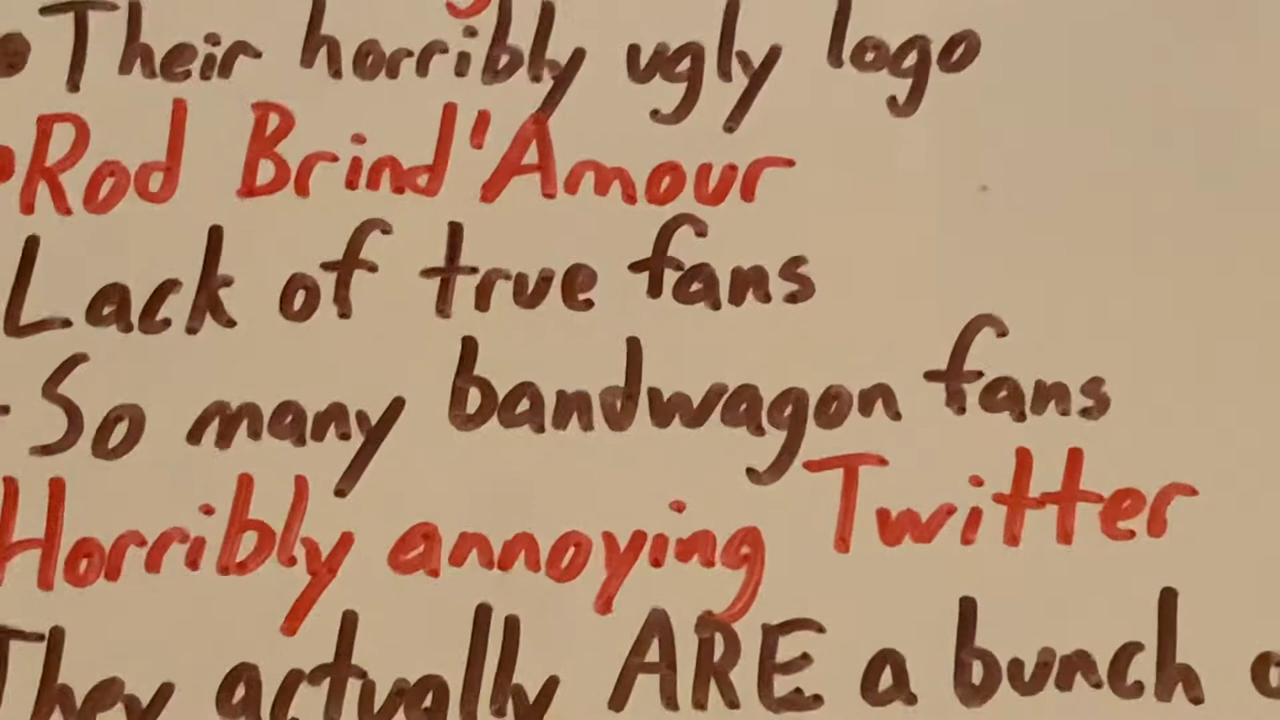 • Their horribly ugly logo
• Rod Brind'Amour
Lack of true fans
- So many bandwagon fans
Horribly annoying Twitter
They actually ARE a bunch